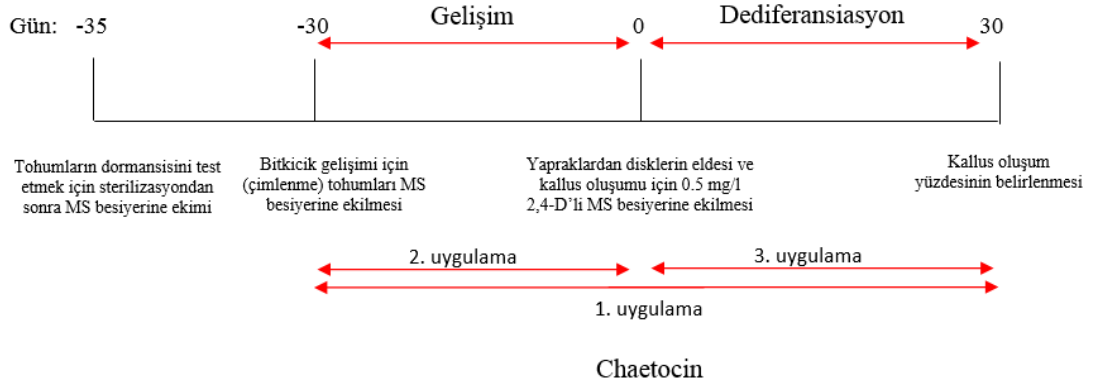 Gelişim
Dediferansiasyon
Gün: -35 -30 0 30
Tohumların dormansisini test
etmek için sterilizasyondan
sonra MS besiyerine ekimi
Bitkicik gelişimi için
(çimlenme) tohumları MS
besiyerine ekilmesi
Yapraklardan disklerin eldesi ve
kallus oluşumu için 0.5 mg/l
2,4-D’li MS besiyerine ekilmesi
Kallus oluşum
yüzdesinin belirlenmesi
2. uygulama
3. uygulama
1. uygulama
Chaetocin